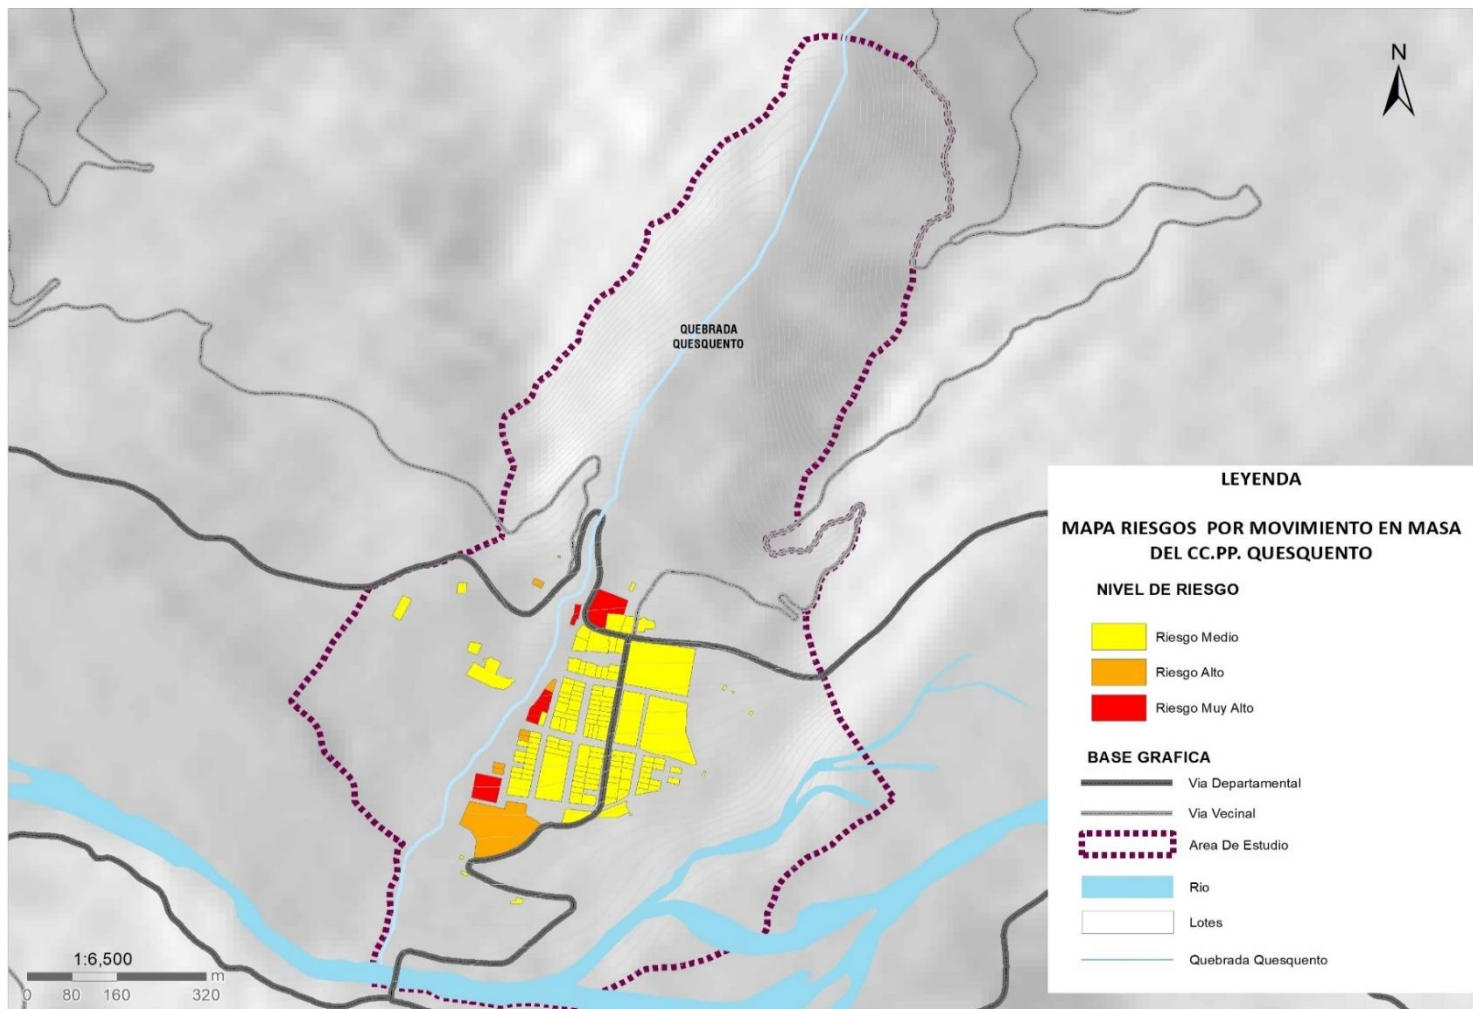 N
QUEBRADA
QUESQUENTO
LEYENDA
MAPA RIESGOS POR MOVIMIENTO EN MASA
DEL CC.PP. QUESQUENTO
NIVEL DE RIESGO
Riesgo Medio
Riesgo Alto
Riesgo Muy Alto
BASE GRAFICA
Via Departamental
Via Vecinal
Area De Estudio
Rio
Lotes
Quebrada Quesquento
1:6,500
m
0 80 160 320